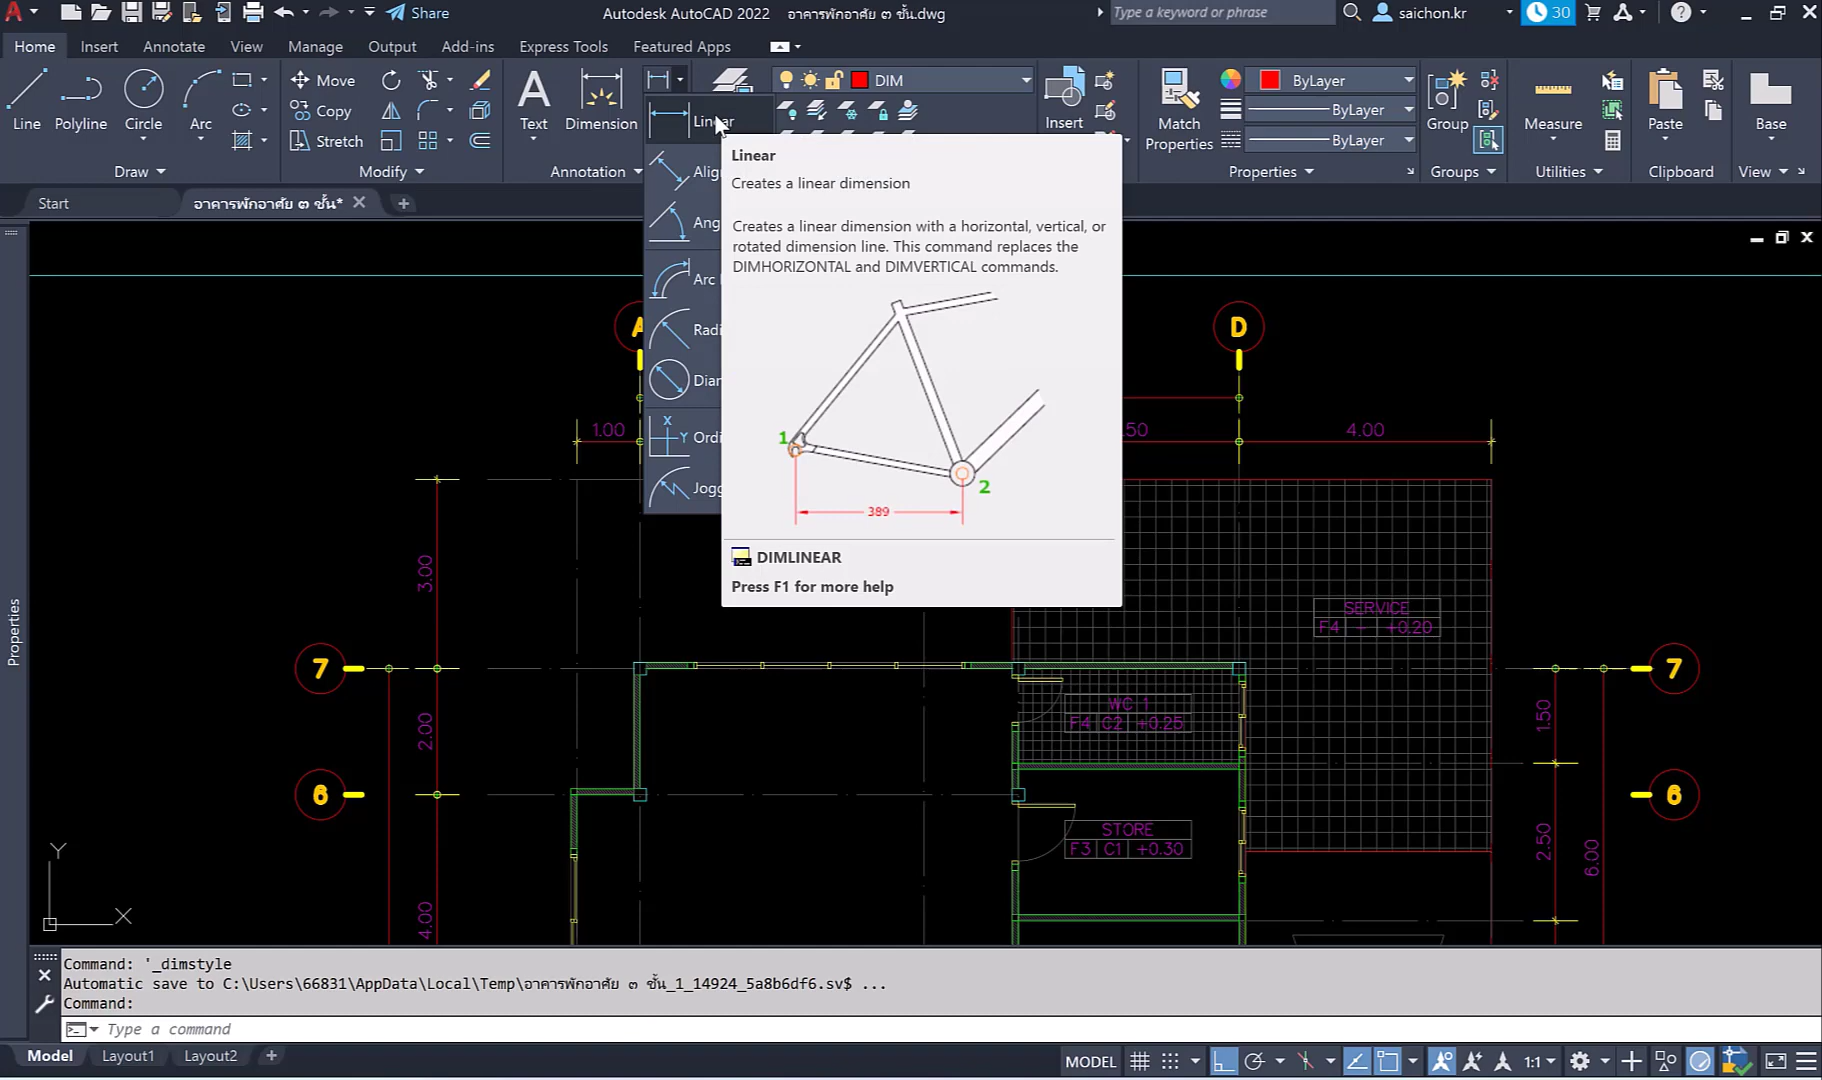 Share
Autodesk AutoCAD 2022 อาคารพักอาศัย ๓ ชั้น.dwg
Type a keyword or phrase
saichon.kr
30
Home Insert Annotate View Manage Output Add-ins Express Tools Featured Apps
Line Polyline Circle Arc
Move
Copy
Stretch
Text Dimension
DIM
Insert
Match
Properties
ByLayer
ByLayer
ByLayer
Group
Measure
Paste
Base
Draw Modify Annotation Properties Groups Utilities Clipboard View
Linear
Start อาคารพักอาศัย ๓ ชั้น*
Linear
Creates a linear dimension
Creates a linear dimension with a horizontal, vertical, or
rotated dimension line. This command replaces the
DIMHORIZONTAL and DIMVERTICAL commands.
1
2
389
DIMLINEAR
Press F1 for more help
X
Y
Properties
A D
1.00 .50 4.00
3.00
SERVICE
F4 - +0.20
7 7
2.00
WC 1
F4 C2 +0.25
1.50
6 6
STORE
F3 C1 +0.30
2.50
6.00
4.00
Y
X
Command: '_dimstyle
Automatic save to C:\Users\66831\AppData\Local\Temp\อาคารพักอาศัย ๓ ชั้น_1_14924_5a8b6df6.sv$ ...
Command:
Type a command
Model Layout1 Layout2
MODEL 1:1